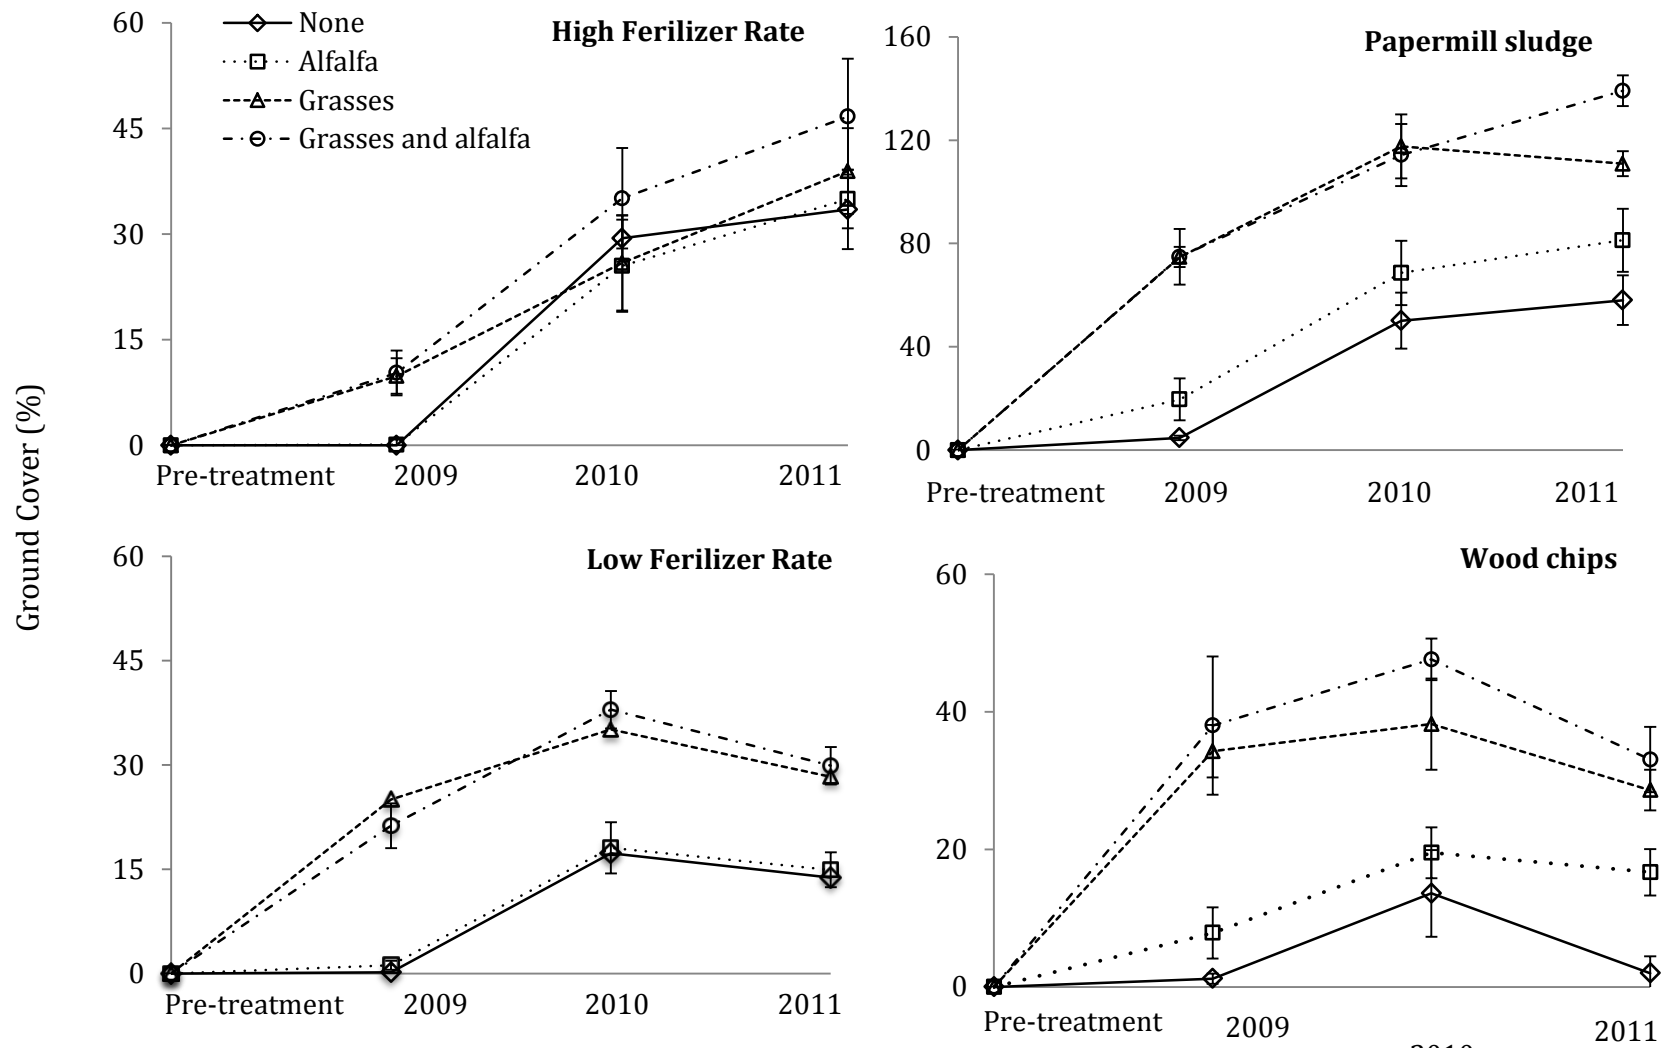 Ground Cover (%)
High Ferilizer Rate
None
Alfalfa
Grasses
Grasses and alfalfa
60
45
30
15
0
Pre-treatment 2009 2010 2011
Papermill sludge
160
120
80
40
0
Pre-treatment 2009 2010 2011
Low Ferilizer Rate
60
45
30
15
0
Pre-treatment 2009 2010 2011
Wood chips
60
40
20
0
Pre-treatment 2009 2011